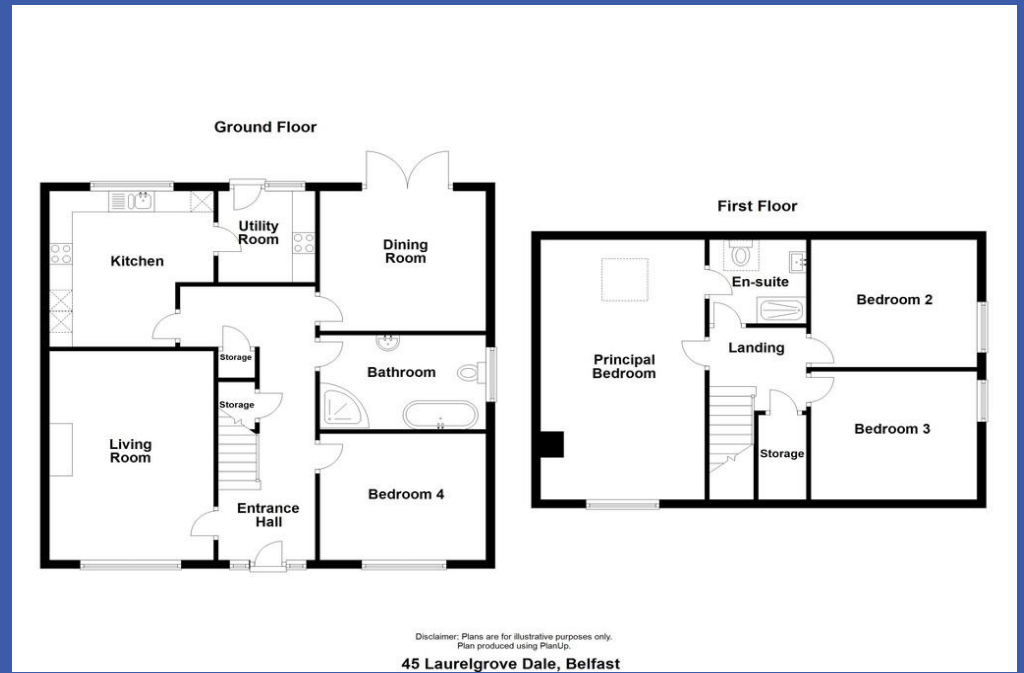 Ground Floor
Utility
Room
Kitchen
Dining
Room
Storage
Bathroom
Storage
Living
Room
Bedroom 4
Entrance
Hall
First Floor
En-suite
Bedroom 2
Landing
Principal
Bedroom
Bedroom 3
Storage
Disclaimer: Plans are for illustrative purposes only.
Plan produced using PlanUp.
45 Laurelgrove Dale, Belfast